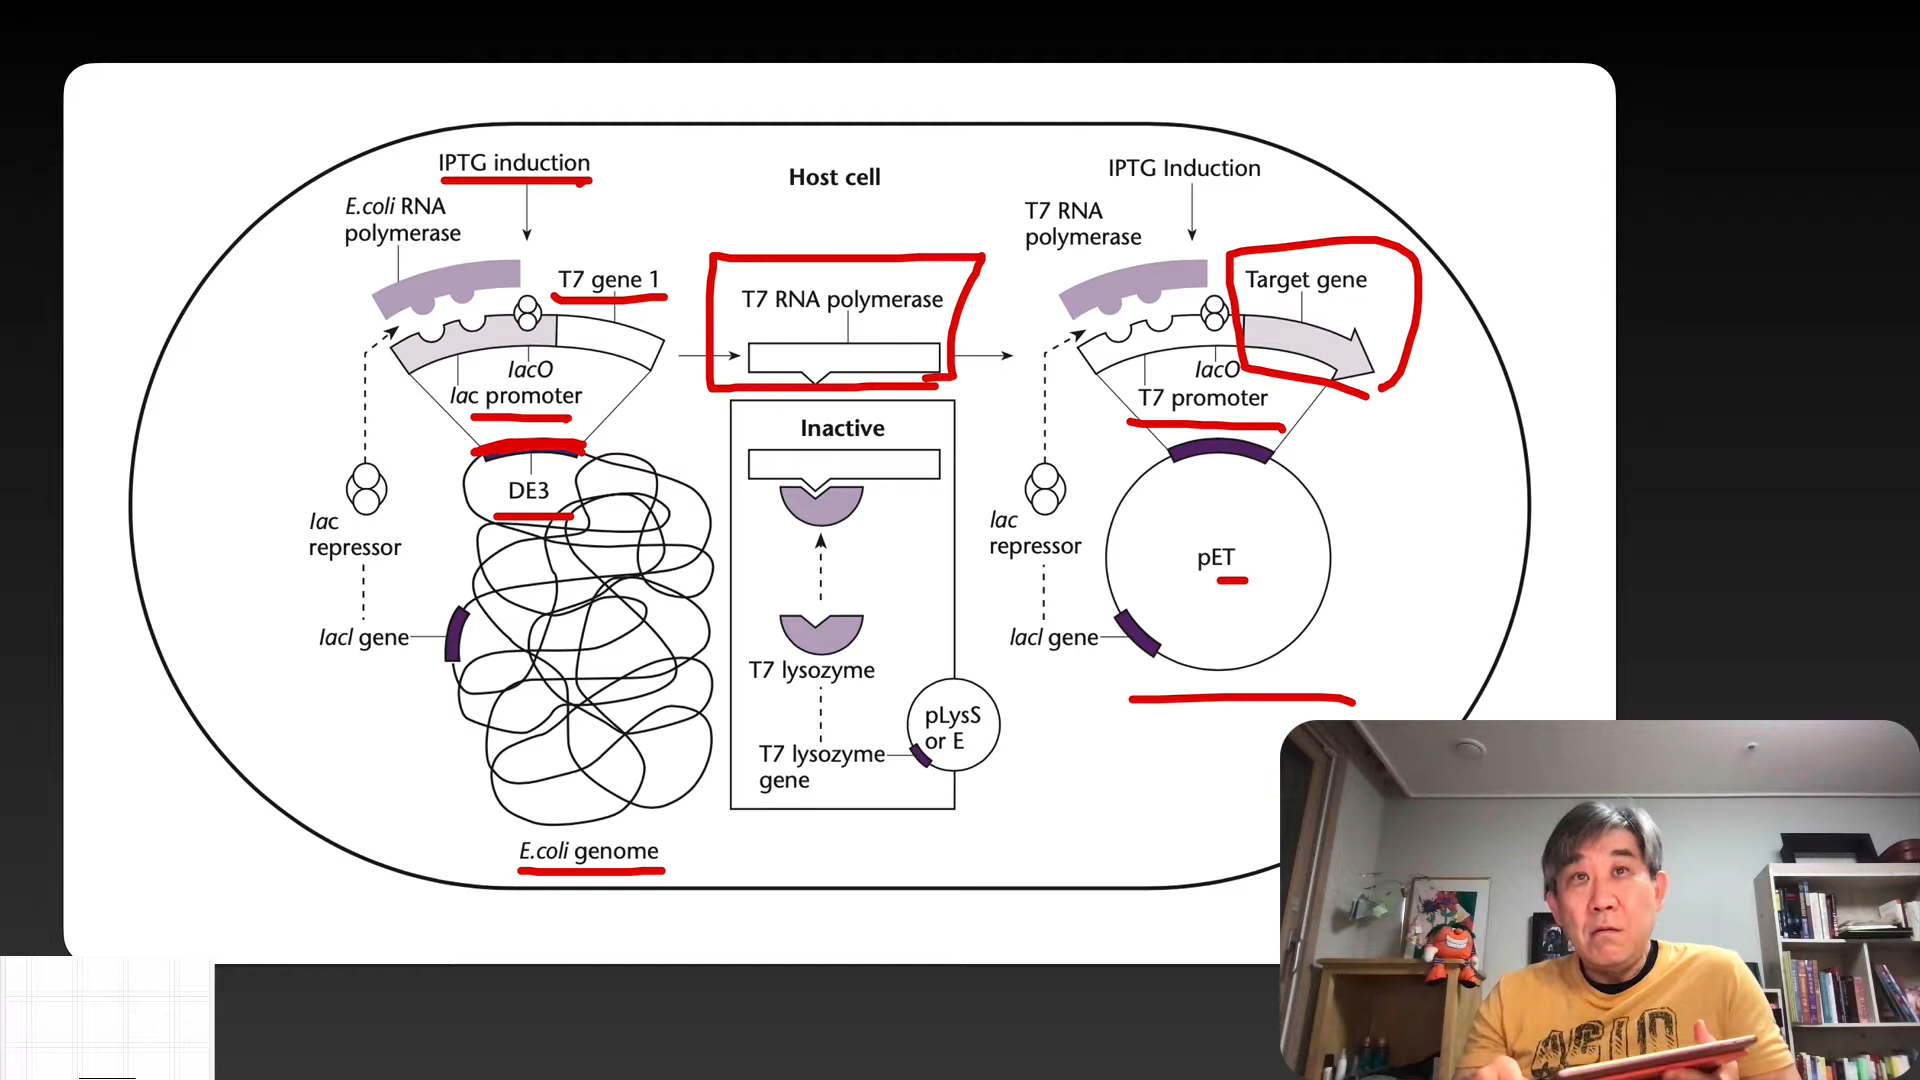 IPTG induction
Host cell
IPTG Induction
E.coli RNA
polymerase
T7 RNA
polymerase
T7 gene 1
T7 RNA polymerase
Target gene
lacO
lac promoter
lacO
T7 promoter
Inactive
DE3
lac
repressor
lac
repressor
pET
lacI gene
lacI gene
T7 lysozyme
pLysS
or E
T7 lysozyme
gene
E.coli genome
ACID